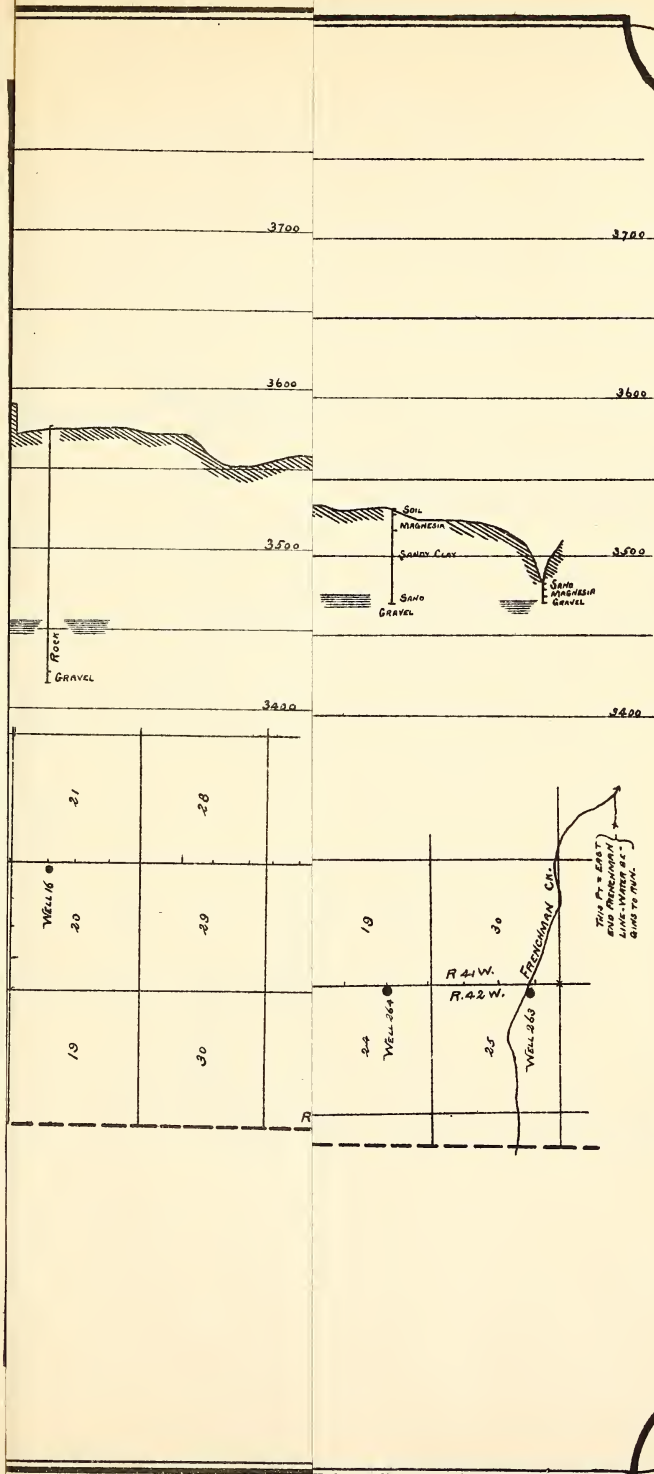 3700
3600
3500
ROCK
GRAVEL
3400
21
28
WELL 16
20
29
19
30
R
3700
3600
SOIL
MAGNESIA
SANDY CLAY
SAND
GRAVEL
3500
SAND
MAGNESIA
GRAVEL
3400
THIS PT = EAST
END FRENCHMAN
LINE-WATER BE-
GINS TO RUN.
FRENCHMAN CK.
19
30
R 41 W.
R. 42 W.
24
WELL 264
25
WELL 263